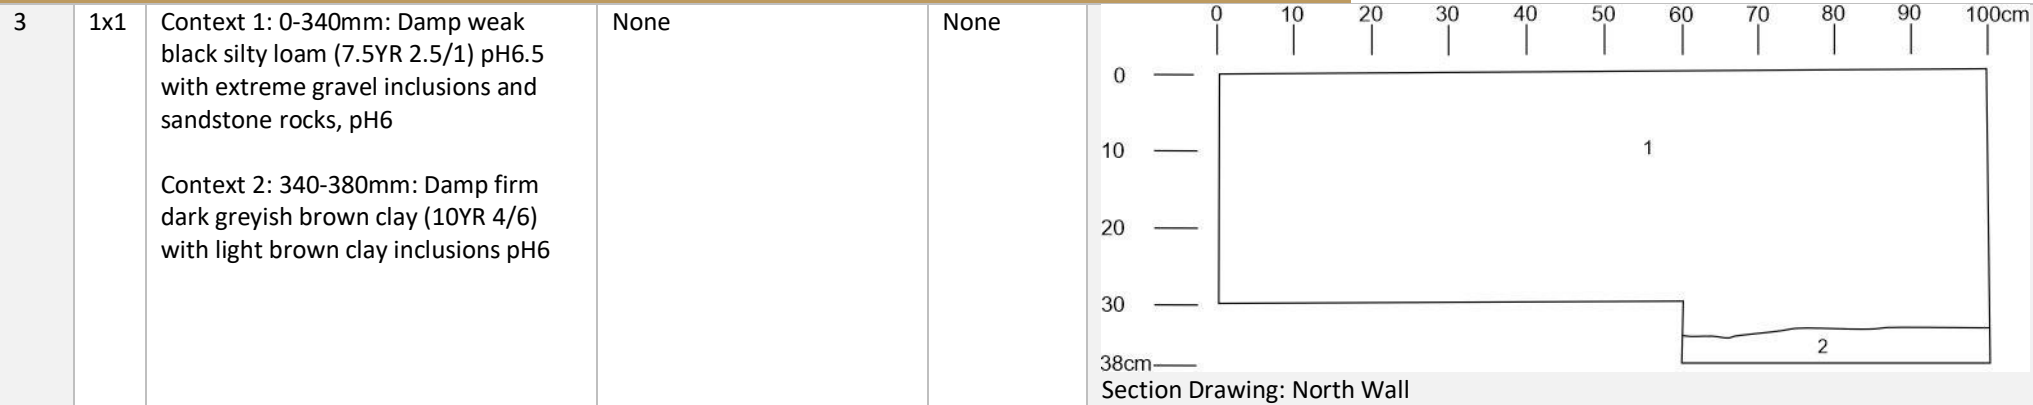 3
1x1
Context 1: 0-340mm: Damp weak
black silty loam (7.5YR 2.5/1) pH6.5
with extreme gravel inclusions and
sandstone rocks, pH6
Context 2: 340-380mm: Damp firm
dark greyish brown clay (10YR 4/6)
with light brown clay inclusions pH6
None
None
0 10 20 30 40 50 60 70 80 90 100cm
0
10
20
30
38cm
1
2
Section Drawing: North Wall